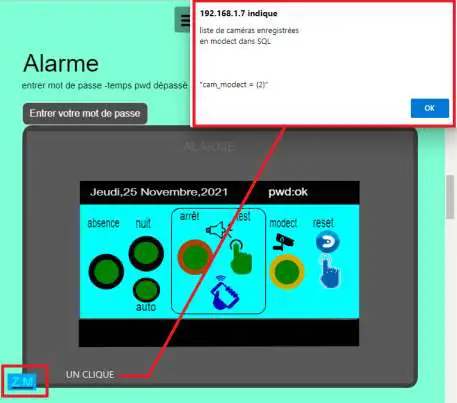 192.168.1.7 indique
liste de caméras enregistrées
en modect dans SQL
"cam_modect = (2)"
OK
Alarme
entrer mot de passe -temps pwd dépassé
Entrer votre mot de passe
ALARME
Jeudi,25 Novembre,2021 pwd:ok
absence nuit arrêt test modect reset
auto
UN CLIQUE
Z M